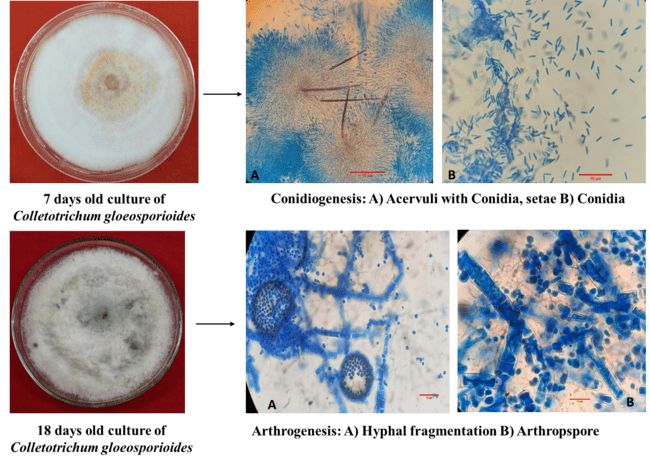 A
B
7 days old culture of
Colletotrichum gloeosporioides
Conidiogenesis: A) Acervuli with Conidia, setae B) Conidia
A
B
18 days old culture of
Colletotrichum gloeosporioides
Arthrogenesis: A) Hyphal fragmentation B) Arthropspore